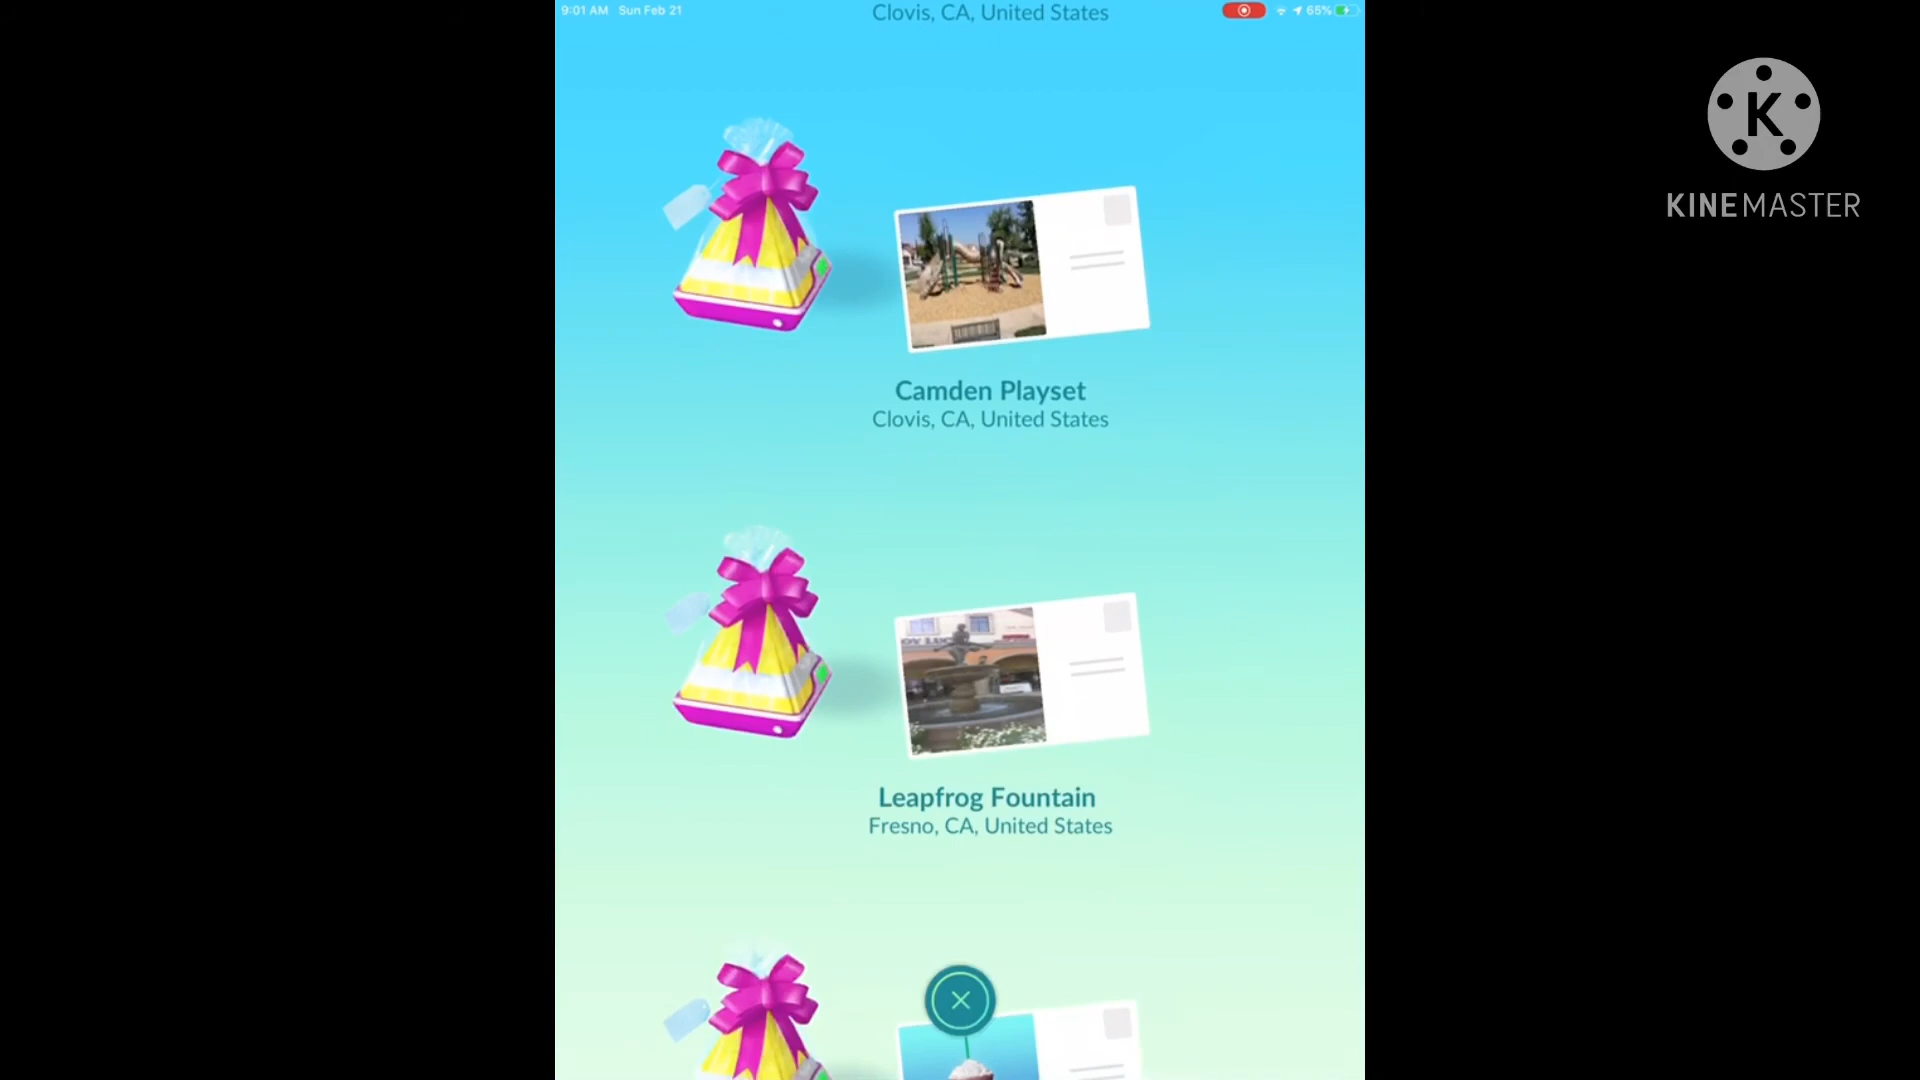 9:01 AM Sun Feb 21
Clovis, CA, United States
65%
K
KINEMASTER
Camden Playset
Clovis, CA, United States
Leapfrog Fountain
Fresno, CA, United States